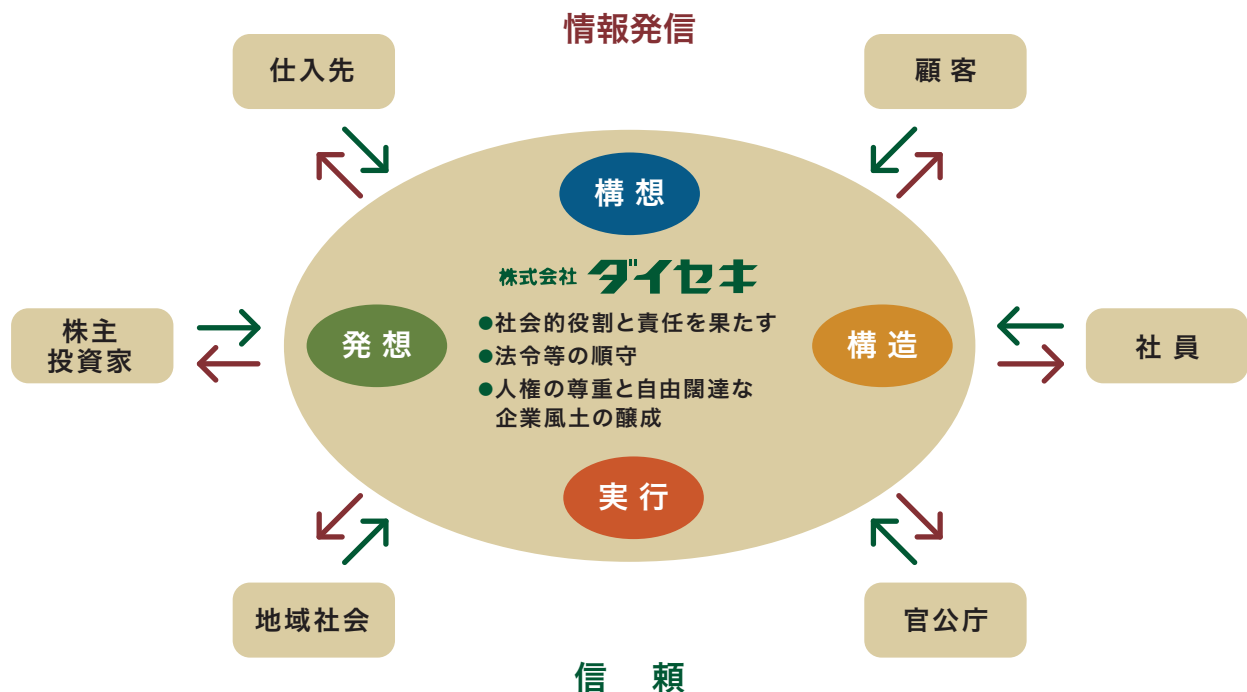 情報発信
仕入先
顧客
構想
株式会社 ダイセキ
発想
●社会的役割と責任を果たす
●法令等の順守
●人権の尊重と自由闊達な
企業風土の醸成
構造
株主
投資家
社員
実行
地域社会
官公庁
信 頼